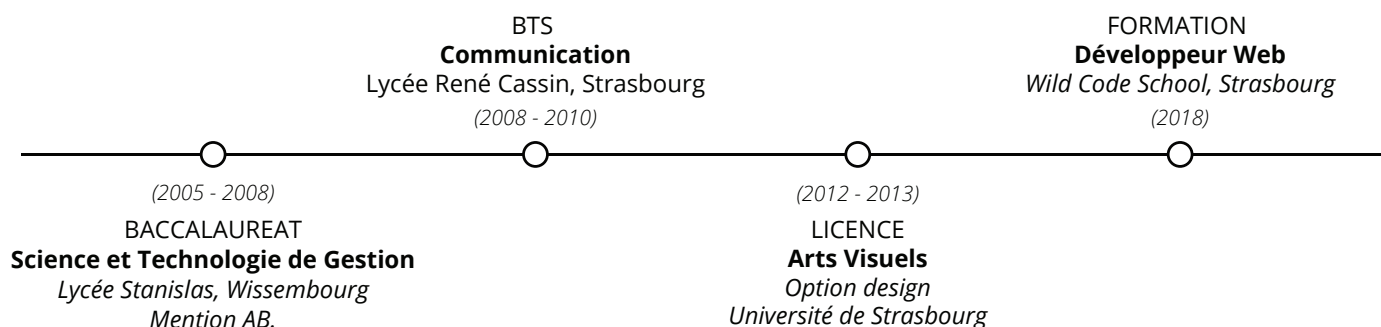 BTS
Communication
Lycée René Cassin, Strasbourg
(2008 - 2010)
FORMATION
Développeur Web
Wild Code School, Strasbourg
(2018)
(2005 - 2008)
BACCALAUREAT
Science et Technologie de Gestion
Lycée Stanislas, Wissembourg
Mention AB.
(2012 - 2013)
LICENCE
Arts Visuels
Option design
Université de Strasbourg